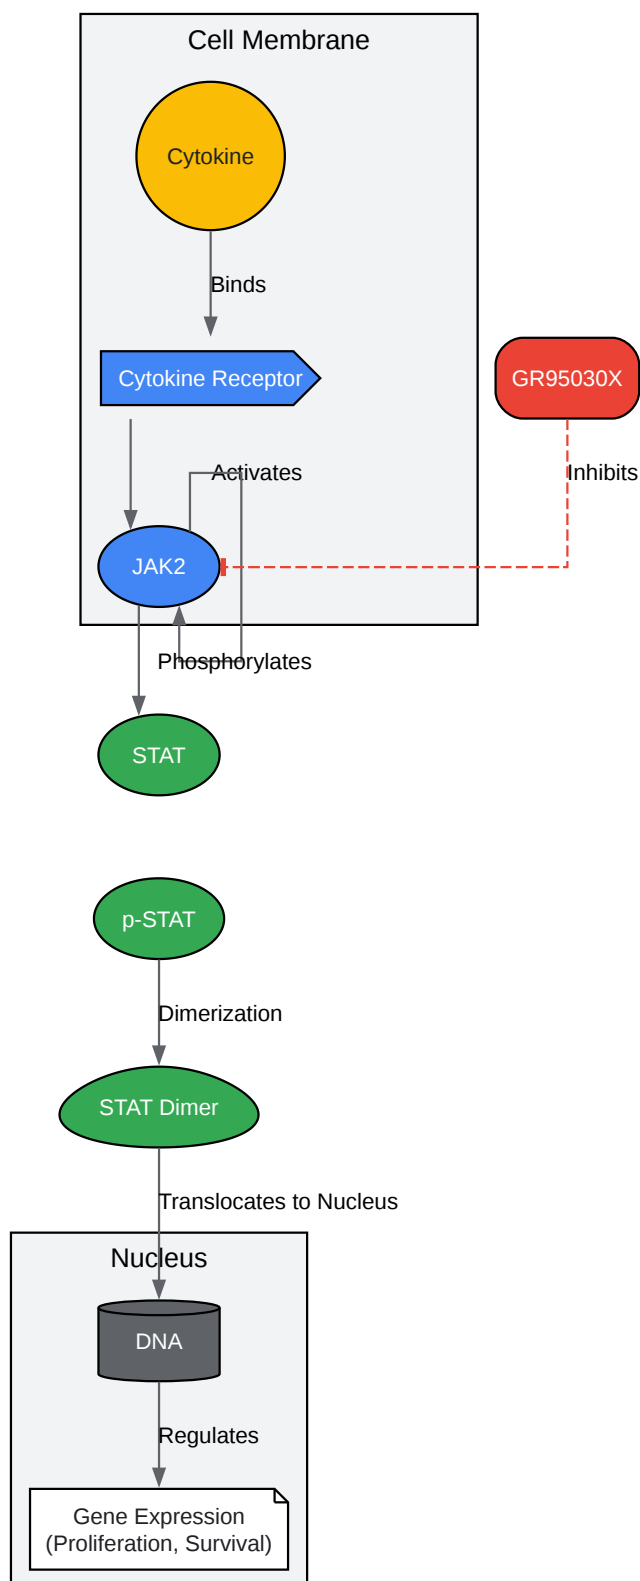 Cell Membrane
Cytokine
Binds
Cytokine Receptor
GR95030X
Activates
Inhibits
JAK2
Phosphorylates
STAT
p-STAT
Dimerization
STAT Dimer
Translocates to Nucleus
Nucleus
DNA
Regulates
Gene Expression
(Proliferation, Survival)